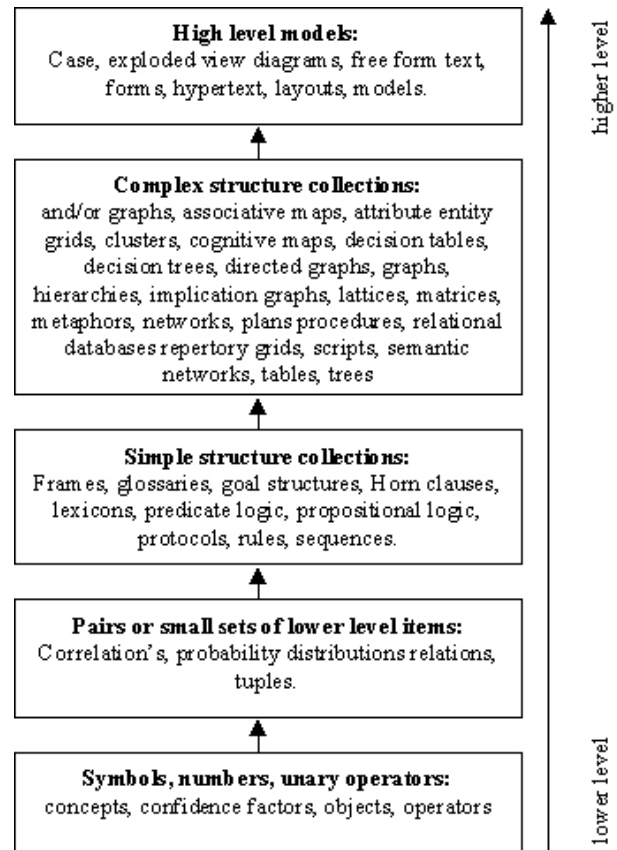 High level models:
Case, exploded view diagrams, free form text,
forms, hypertext, layouts, models.
higher level
Complex structure collections:
and/or graphs, associative maps, attribute entity
grids, clusters, cognitive maps, decision tables,
decision trees, directed graphs, graphs,
hierarchies, implication graphs, lattices, matrices,
metaphors, networks, plans procedures, relational
databases repertory grids, scripts, semantic
networks, tables, trees
Simple structure collections:
Frames, glossaries, goal structures, Horn clauses,
lexicons, predicate logic, propositional logic,
protocols, rules, sequences.
Pairs or small sets of lower level items:
Correlation's, probability distributions relations,
tuples.
Symbols, numbers, unary operators:
concepts, confidence factors, objects, operators
lower level